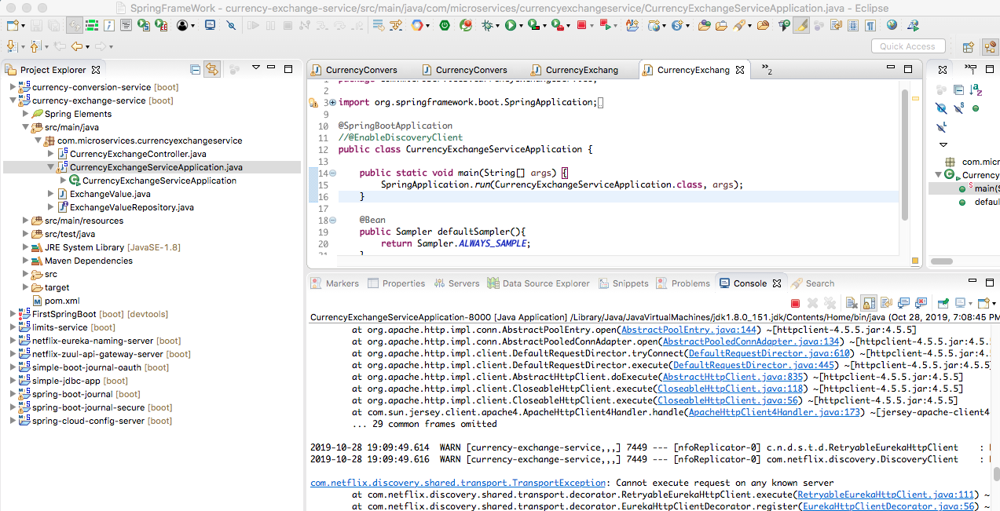 SpringFrameWork - currency-exchange-service/src/main/java/com/microservices/currencyexchangeservice/CurrencyExchangeServiceApplication.java - Eclipse
Quick Access
Project Explorer
currency-conversion-service [boot]
currency-exchange-service [boot]
Spring Elements
src/main/java
com.microservices.currencyexchangeservice
CurrencyExchangeController.java
CurrencyExchangeServiceApplication.java
CurrencyExchangeServiceApplication
ExchangeValue.java
ExchangeValueRepository.java
src/main/resources
src/test/java
JRE System Library [JavaSE-1.8]
Maven Dependencies
src
target
pom.xml
FirstSpringBoot [boot] [devtools]
limits-service [boot]
netflix-eureka-naming-server [boot]
netflix-zuul-api-gateway-server [boot]
simple-boot-journal-oauth [boot]
simple-jdbc-app [boot]
spring-boot-journal [boot]
spring-boot-journal-secure [boot]
spring-cloud-config-server [boot]
CurrencyConvers CurrencyConvers CurrencyExchang CurrencyExchang »2
2
3 import org.springframework.boot.SpringApplication;
9
10 @SpringBootApplication
11 //@EnableDiscoveryClient
12 public class CurrencyExchangeServiceApplication {
13
14 public static void main(String[] args) {
15 SpringApplication.run(CurrencyExchangeServiceApplication.class, args);
16 }
17
18 @Bean
19 public Sampler defaultSampler(){
20 return Sampler.ALWAYS_SAMPLE;
com.micr
Currency
main(S
defaul
Markers Properties Servers Data Source Explorer Snippets Problems Console Search
CurrencyExchangeServiceApplication-8000 [Java Application] /Library/Java/JavaVirtualMachines/jdk1.8.0_151.jdk/Contents/Home/bin/java (Oct 28, 2019, 7:08:45 PM
at org.apache.http.impl.conn.AbstractPoolEntry.open(AbstractPoolEntry.java:144) ~[httpclient-4.5.5.jar:4.5.5]
at org.apache.http.impl.conn.AbstractPooledConnAdapter.open(AbstractPooledConnAdapter.java:134) ~[httpclient-4.5.5.jar:4.5.
at org.apache.http.impl.client.DefaultRequestDirector.tryConnect(DefaultRequestDirector.java:610) ~[httpclient-4.5.5.jar:4.
at org.apache.http.impl.client.DefaultRequestDirector.execute(DefaultRequestDirector.java:445) ~[httpclient-4.5.5.jar:4.5.5]
at org.apache.http.impl.client.AbstractHttpClient.doExecute(AbstractHttpClient.java:835) ~[httpclient-4.5.5.jar:4.5.5]
at org.apache.http.impl.client.CloseableHttpClient.execute(CloseableHttpClient.java:118) ~[httpclient-4.5.5.jar:4.5.5]
at org.apache.http.impl.client.CloseableHttpClient.execute(CloseableHttpClient.java:56) ~[httpclient-4.5.5.jar:4.5.5]
at com.sun.jersey.client.apache4.ApacheHttpClient4Handler.handle(ApacheHttpClient4Handler.java:173) ~[jersey-apache-client4
... 29 common frames omitted
2019-10-28 19:09:49.614 WARN [currency-exchange-service,,,] 7449 --- [nfoReplicator-0] c.n.d.s.t.d.RetryableEurekaHttpClient :
2019-10-28 19:09:49.616 WARN [currency-exchange-service,,,] 7449 --- [nfoReplicator-0] com.netflix.discovery.DiscoveryClient :
com.netflix.discovery.shared.transport.TransportException: Cannot execute request on any known server
at com.netflix.discovery.shared.transport.decorator.RetryableEurekaHttpClient.execute(RetryableEurekaHttpClient.java:111) ~
at com.netflix.discovery.shared.transport.decorator.EurekaHttpClientDecorator.register(EurekaHttpClientDecorator.java:56) ~